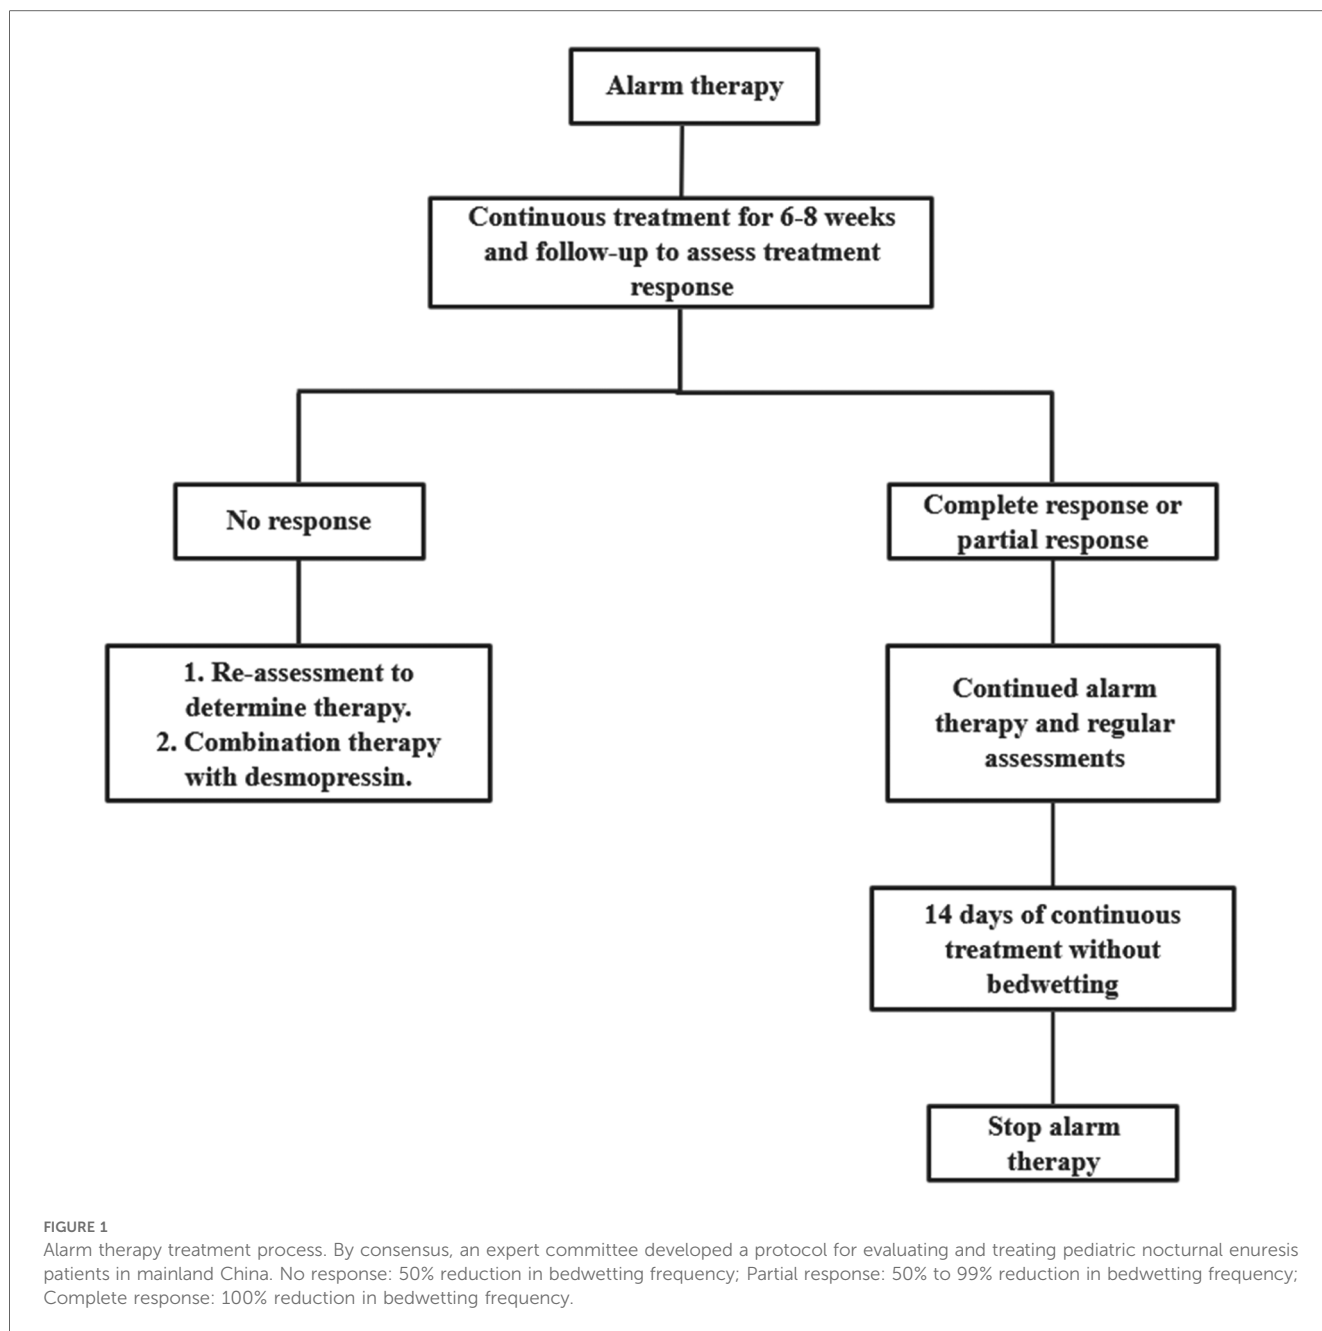 Alarm therapy
Continuous treatment for 6-8 weeks
and follow-up to assess treatment
response
No response
Complete response or
partial response
1. Re-assessment to
determine therapy.
2. Combination therapy
with desmopressin.
Continued alarm
therapy and regular
assessments
14 days of continuous
treatment without
bedwetting
Stop alarm
therapy
FIGURE 1
Alarm therapy treatment process. By consensus, an expert committee developed a protocol for evaluating and treating pediatric nocturnal enuresis
patients in mainland China. No response: 50% reduction in bedwetting frequency; Partial response: 50% to 99% reduction in bedwetting frequency;
Complete response: 100% reduction in bedwetting frequency.